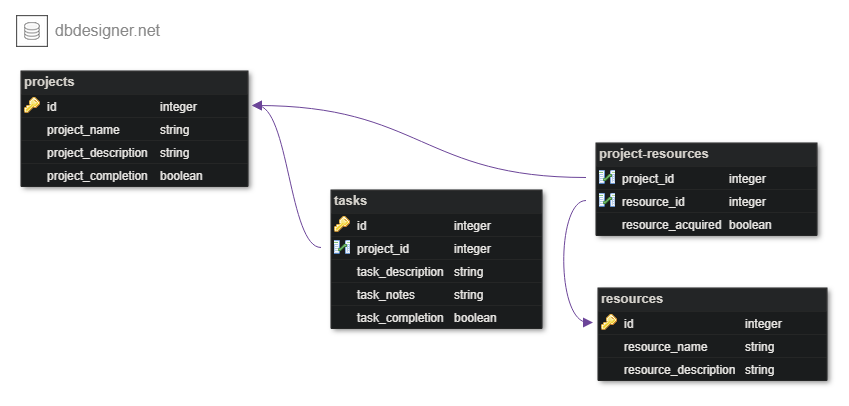 dbdesigner.net
projects
id integer
project_name string
project_description string
project_completion boolean
tasks
id integer
project_id integer
task_description string
task_notes string
task_completion boolean
project-resources
project_id integer
resource_id integer
resource_acquired boolean
resources
id integer
resource_name string
resource_description string